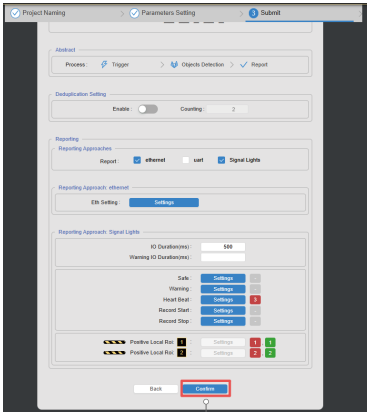 Project Naming > Parameters Setting > 3 Submit
Abstract
Process : Trigger > Objects Detection > Report
Deduplication Setting
Enable : Counting : 2
Reporting
Reporting Approaches
Report : ethernet uart Signal Lights
Reporting Approach: ethernet
Eth Setting : Settings
Reporting Approach: Signal Lights
IO Duration(ms) : 500
Warning IO Duration(ms) :
Safe : Settings -
Warning : Settings -
Heart Beat : Settings 3
Record Start : Settings -
Record Stop : Settings -
Positive Local Roi: 1 : Settings 1 1
Positive Local Roi: 2 : Settings 2 2
Back Confirm